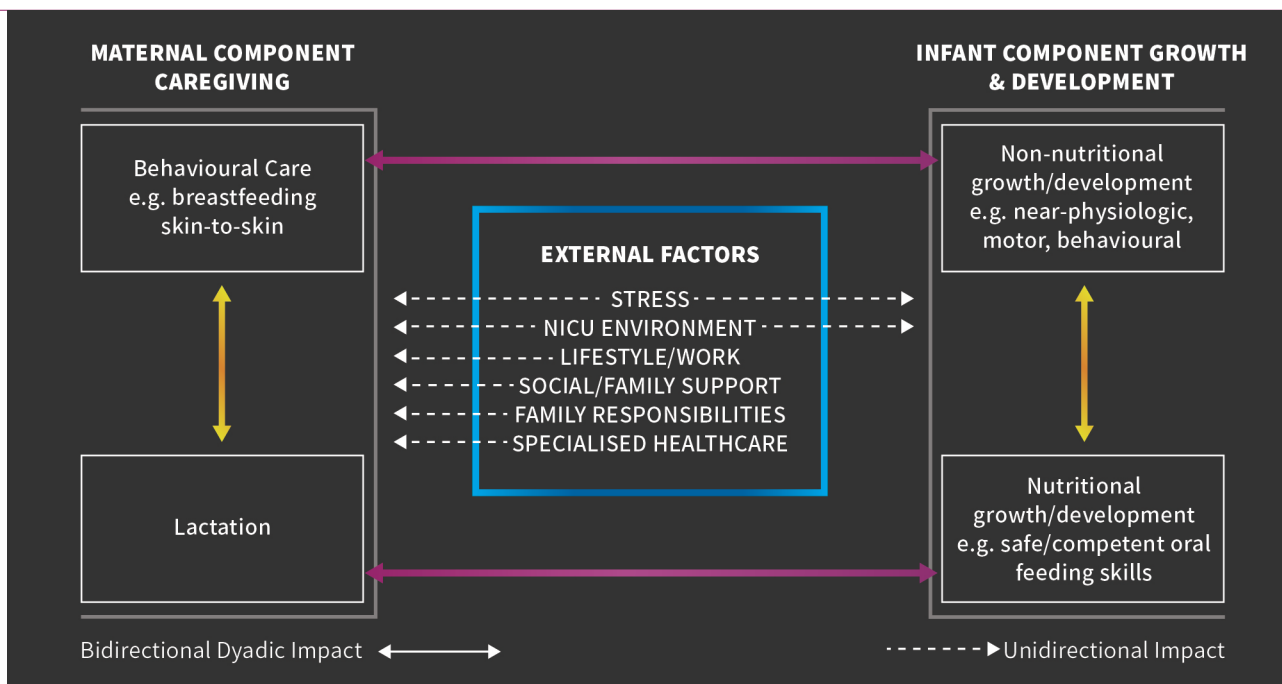 MATERNAL COMPONENT
CAREGIVING
INFANT COMPONENT GROWTH
& DEVELOPMENT
Behavioural Care
e.g. breastfeeding
skin-to-skin
Non-nutritional
growth/development
e.g. near-physiologic,
motor, behavioural
EXTERNAL FACTORS
STRESS
NICU ENVIRONMENT
LIFESTYLE/WORK
SOCIAL/FAMILY SUPPORT
FAMILY RESPONSIBILITIES
SPECIALISED HEALTHCARE
Lactation
Nutritional
growth/development
e.g. safe/competent oral
feeding skills
Bidirectional Dyadic Impact
Unidirectional Impact